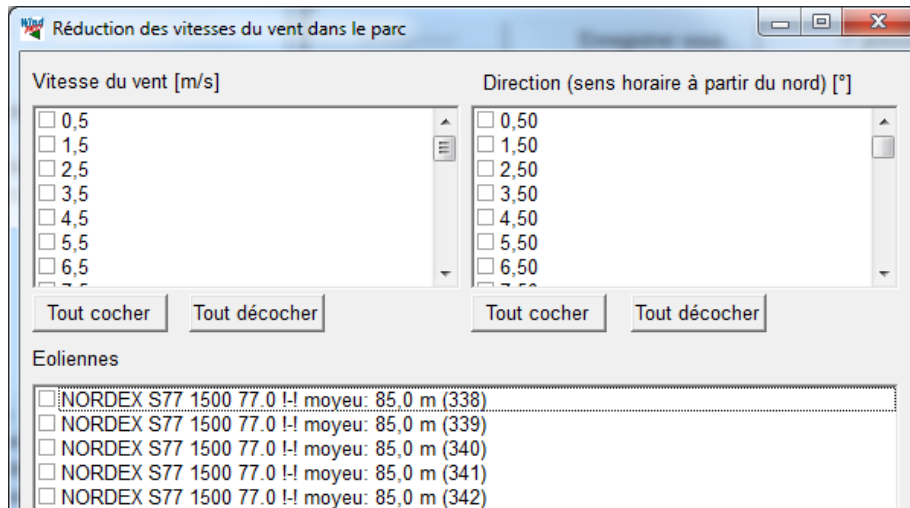 Réduction des vitesses du vent dans le parc
Vitesse du vent [m/s]
0,5
1,5
2,5
3,5
4,5
5,5
6,5
Tout cocher
Tout décocher
Direction (sens horaire à partir du nord) [°]
0,50
1,50
2,50
3,50
4,50
5,50
6,50
Tout cocher
Tout décocher
Eoliennes
NORDEX S77 1500 77.0 !-! moyeu: 85,0 m (338)
NORDEX S77 1500 77.0 !-! moyeu: 85,0 m (339)
NORDEX S77 1500 77.0 !-! moyeu: 85,0 m (340)
NORDEX S77 1500 77.0 !-! moyeu: 85,0 m (341)
NORDEX S77 1500 77.0 !-! moyeu: 85,0 m (342)